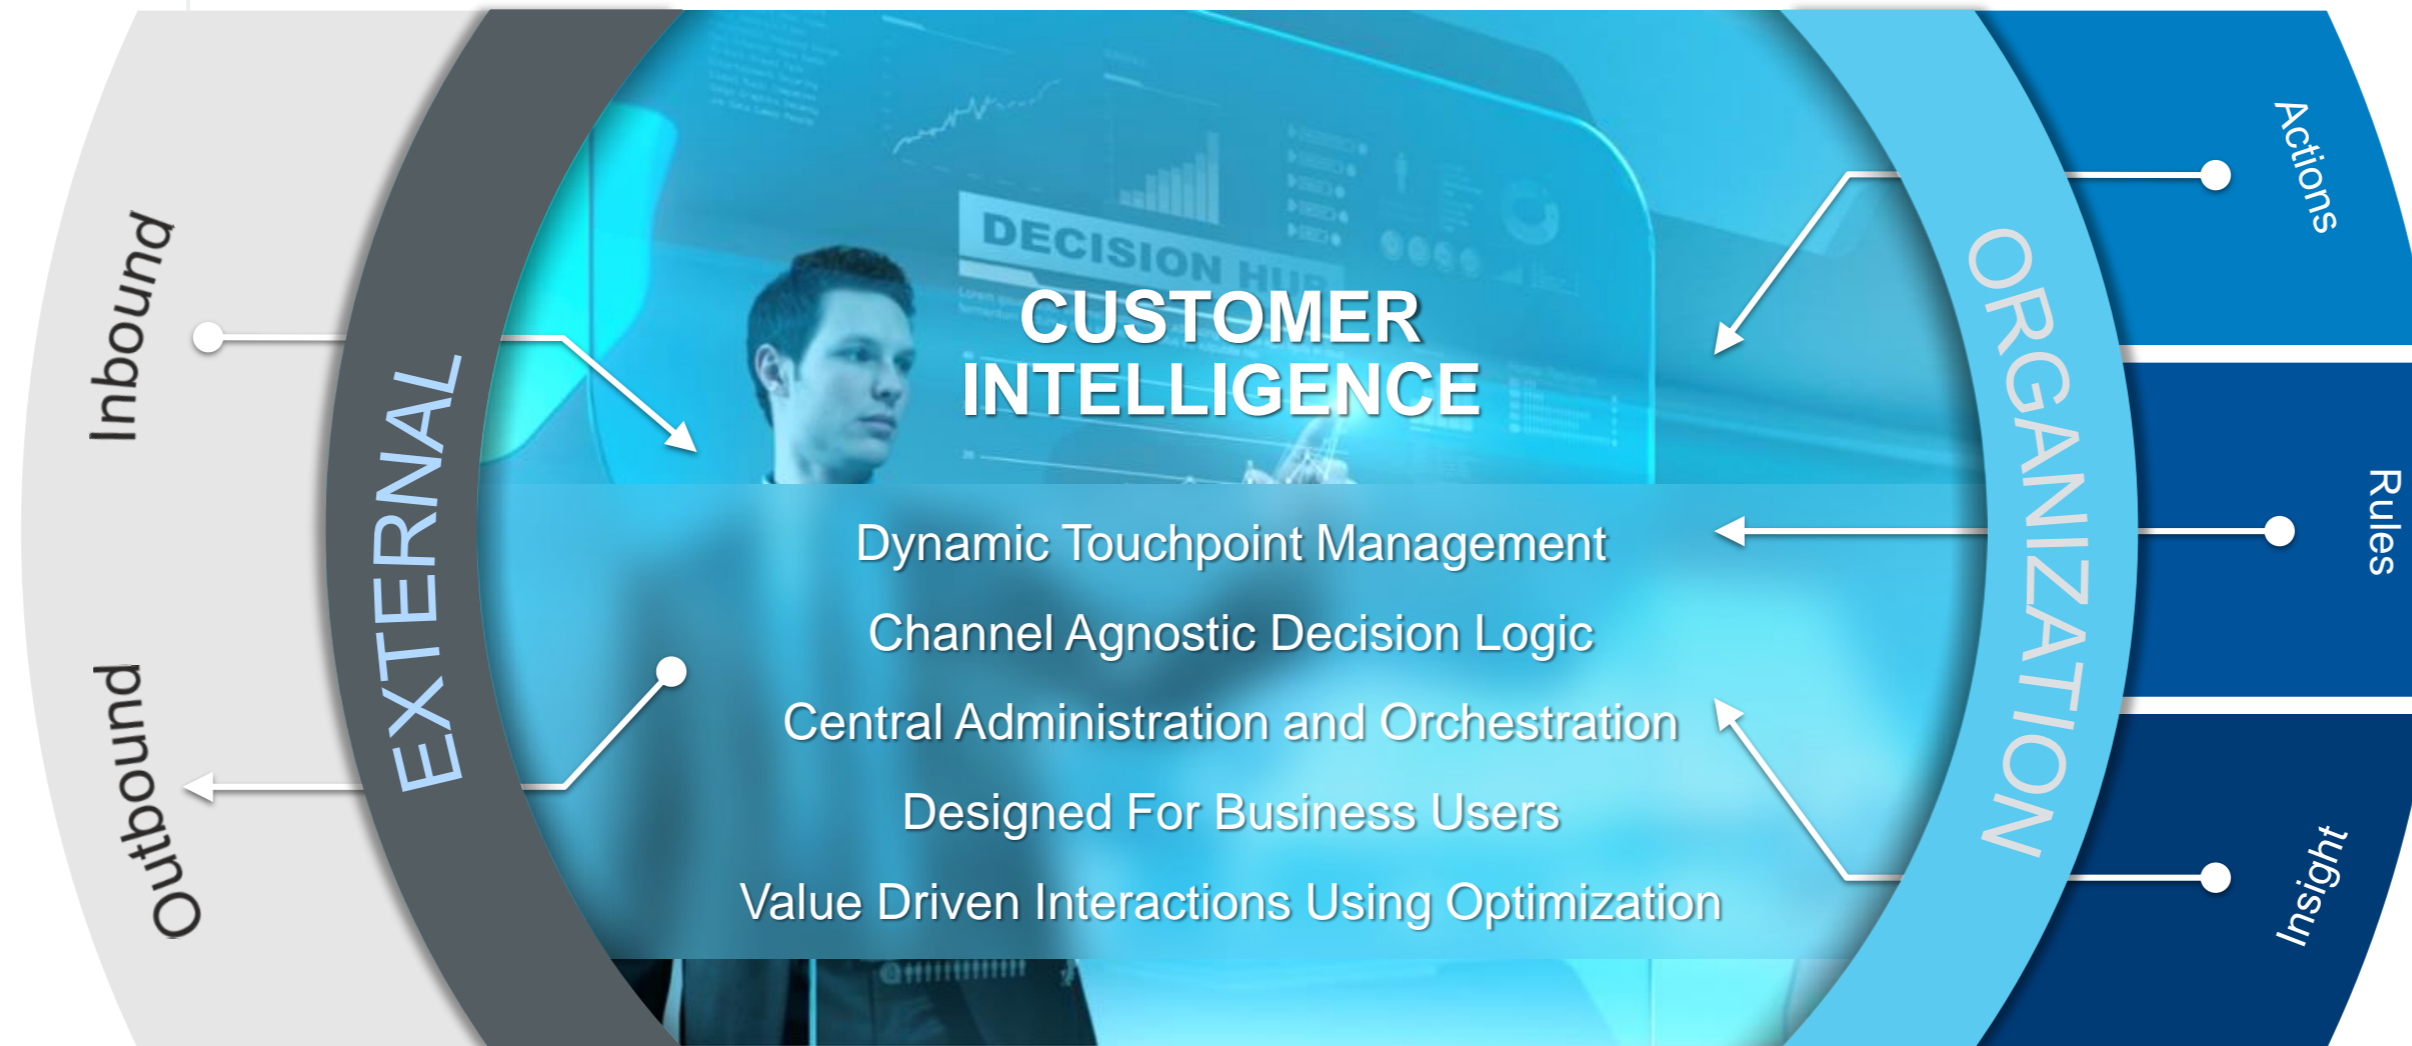 Inbound
Outbound
EXTERNAL
DECISION HUB
CUSTOMER
INTELLIGENCE
Dynamic Touchpoint Management
Channel Agnostic Decision Logic
Central Administration and Orchestration
Designed For Business Users
Value Driven Interactions Using Optimization
ORGANIZATION
Actions
Rules
Insight